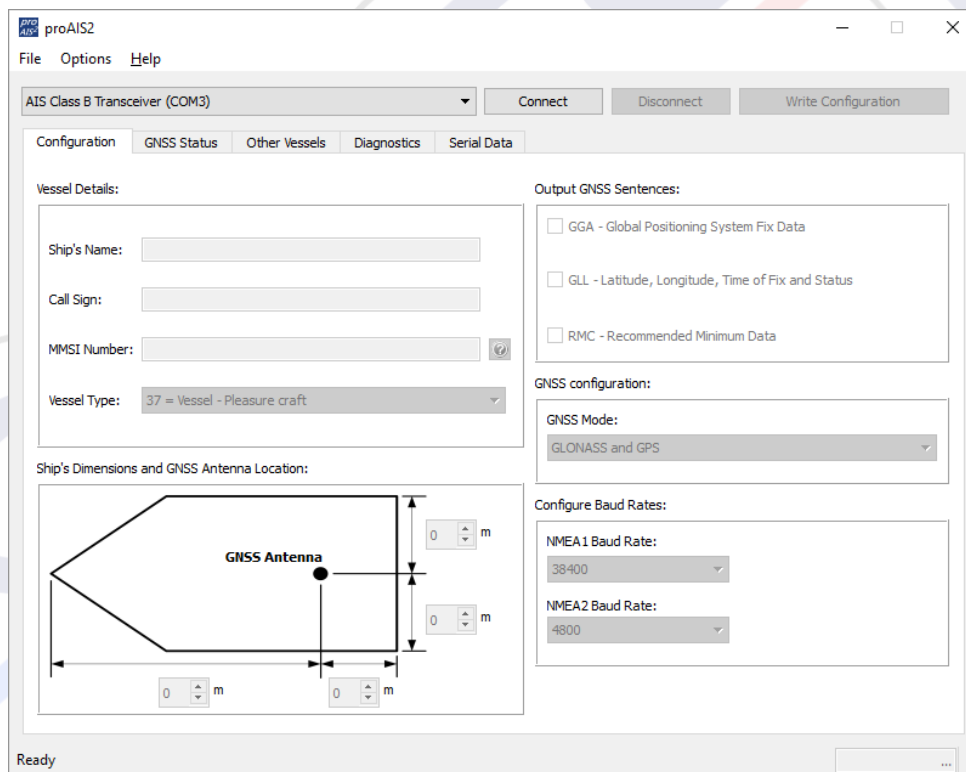 pro AIS2 proAIS2
File Options Help
AIS Class B Transceiver (COM3) Connect Disconnect Write Configuration
Configuration GNSS Status Other Vessels Diagnostics Serial Data
Vessel Details:
Ship's Name:
Call Sign:
MMSI Number: ?
Vessel Type: 37 = Vessel - Pleasure craft
Output GNSS Sentences:
GGA - Global Positioning System Fix Data
GLL - Latitude, Longitude, Time of Fix and Status
RMC - Recommended Minimum Data
GNSS configuration:
GNSS Mode:
GLONASS and GPS
Ship's Dimensions and GNSS Antenna Location:
GNSS Antenna
0 m
0 m
0 m 0 m
Configure Baud Rates:
NMEA1 Baud Rate:
38400
NMEA2 Baud Rate:
4800
Ready ...